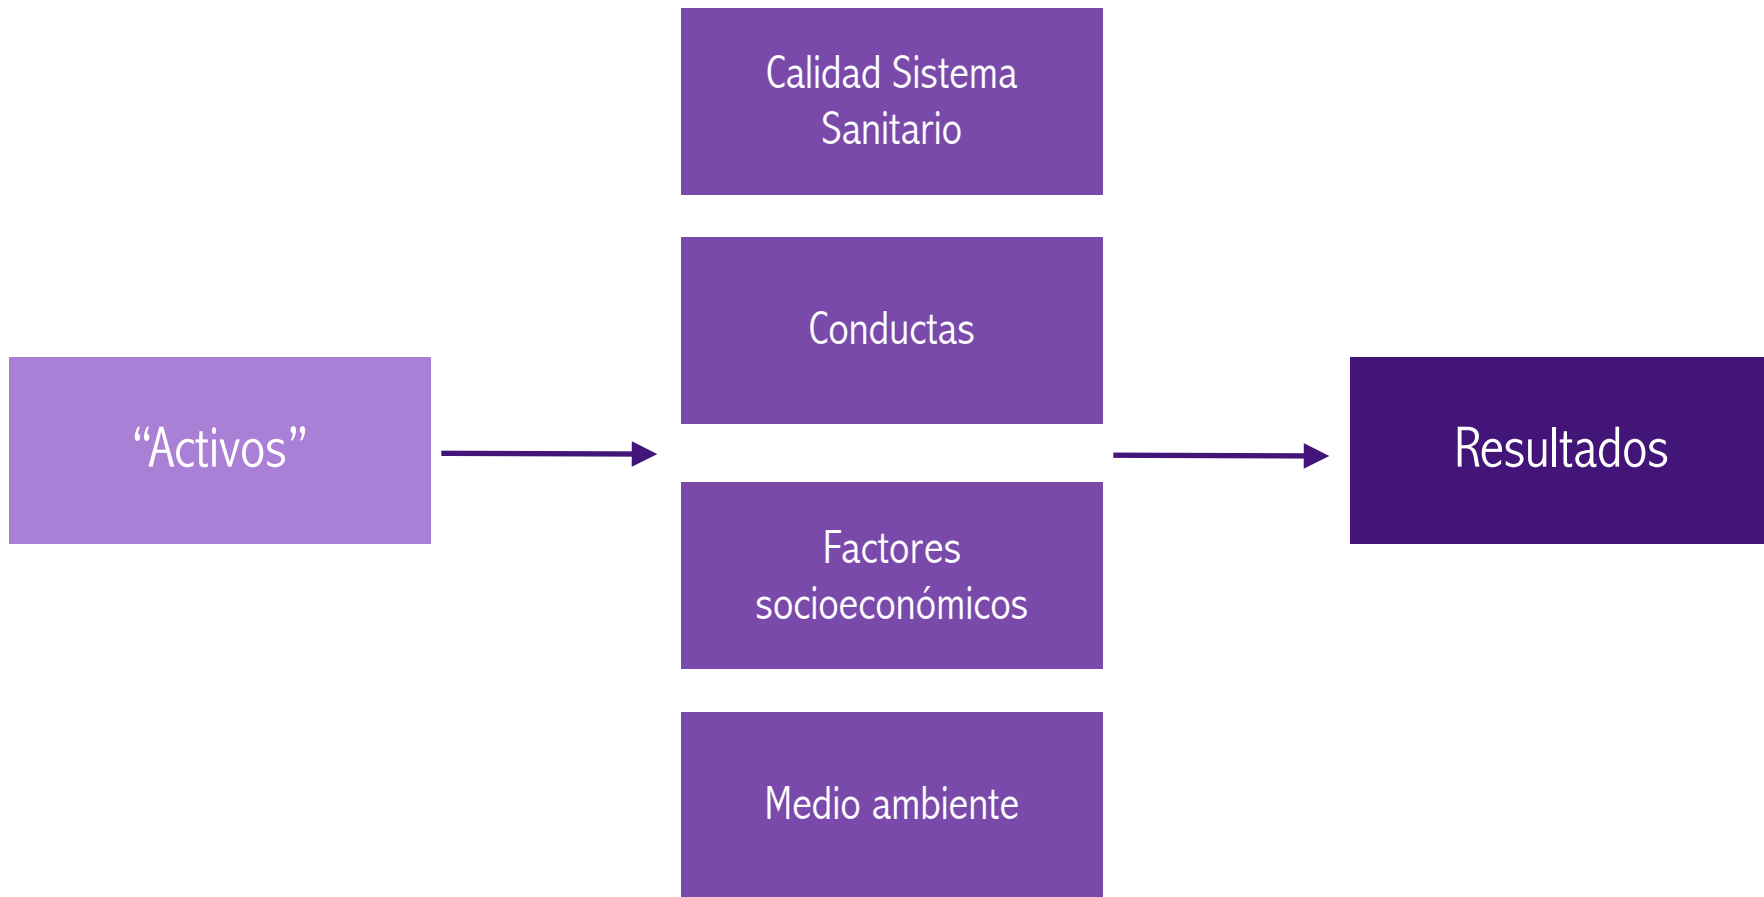 Calidad Sistema
Sanitario
Conductas
“Activos”
Resultados
Factores
socioeconómicos
Medio ambiente